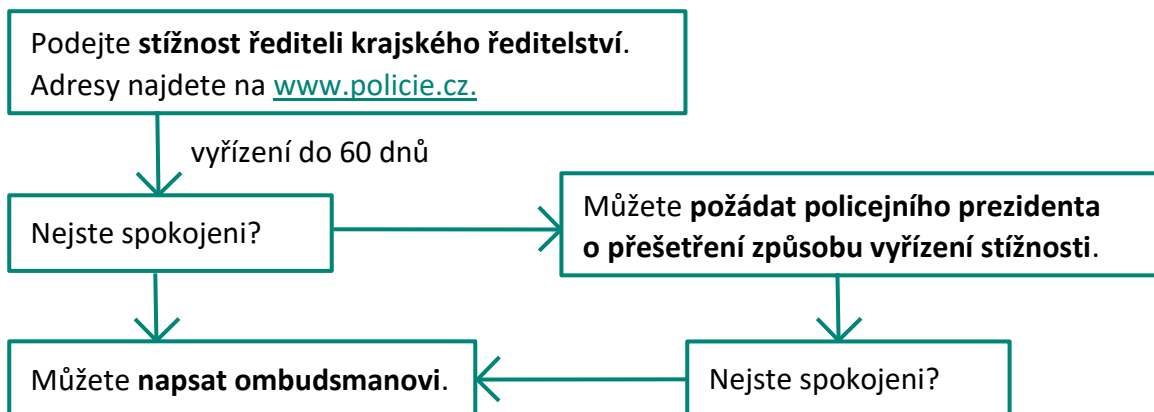 Podejte stížnost řediteli krajského ředitelství.
Adresy najdete na www.policie.cz.
vyřízení do 60 dnů
Nejste spokojeni?
Můžete požádat policejního prezidenta
o přešetření způsobu vyřízení stížnosti.
Můžete napsat ombudsmanovi.
Nejste spokojeni?